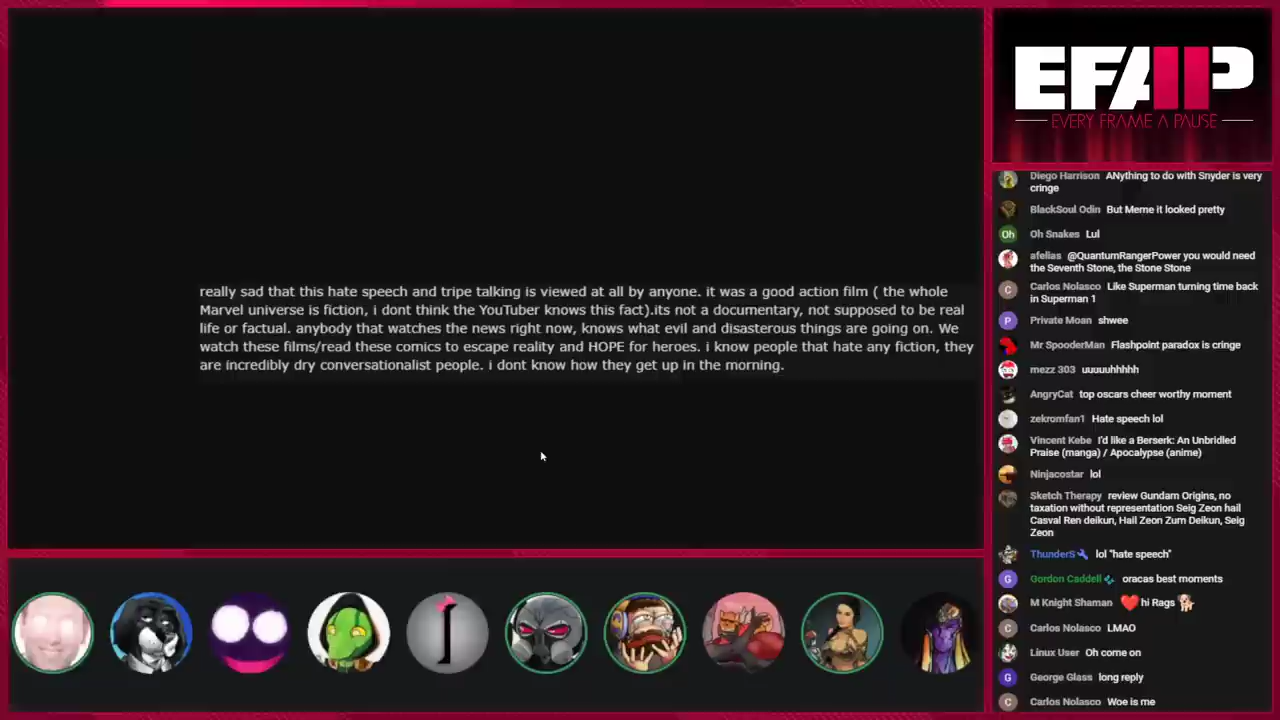 really sad that this hate speech and tripe talking is viewed at all by anyone. it was a good action film ( the whole
Marvel universe is fiction, i dont think the YouTuber knows this fact).its not a documentary, not supposed to be real
life or factual. anybody that watches the news right now, knows what evil and disasterous things are going on. We
watch these films/read these comics to escape reality and HOPE for heroes. i know people that hate any fiction, they
are incredibly dry conversationalist people. i dont know how they get up in the morning.
EFAP
EVERY FRAME A PAUSE
Diego Harrison ANything to do with Snyder is very
cringe
BlackSoul Odin But Meme it looked pretty
Oh
Oh Snakes Lul
afelias @QuantumRangerPower you would need
the Seventh Stone, the Stone Stone
C
Carlos Nolasco Like Superman turning time back
in Superman 1
P
Private Moan shwee
Mr SpooderMan Flashpoint paradox is cringe
mezz 303 uuuuuhhhhh
AngryCat top oscars cheer worthy moment
zekromfan1 Hate speech lol
Vincent Kebe I'd like a Berserk: An Unbridled
Praise (manga) / Apocalypse (anime)
Ninjacostar lol
Sketch Therapy review Gundam Origins, no
taxation without representation Seig Zeon hail
Casval Ren deikun, Hail Zeon Zum Deikun, Seig
Zeon
ThunderS lol "hate speech"
G
Gordon Caddell oracas best moments
M Knight Shaman hi Rags
C
Carlos Nolasco LMAO
Linux User Oh come on
G
George Glass long reply
C
Carlos Nolasco Woe is me